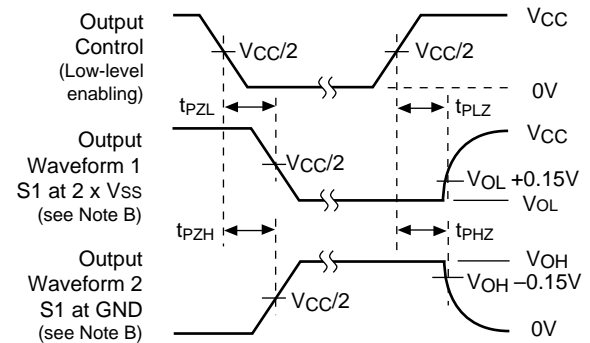 Output
Control
(Low-level
enabling)
VCC/2
VCC/2
VCC
0V
tPZL
tPLZ
Output
Waveform 1
S1 at 2 x VSS
(see Note B)
VCC/2
VCC
VOL +0.15V
VOL
tPZH
tPHZ
Output
Waveform 2
S1 at GND
(see Note B)
VCC/2
VOH
VOH –0.15V
0V